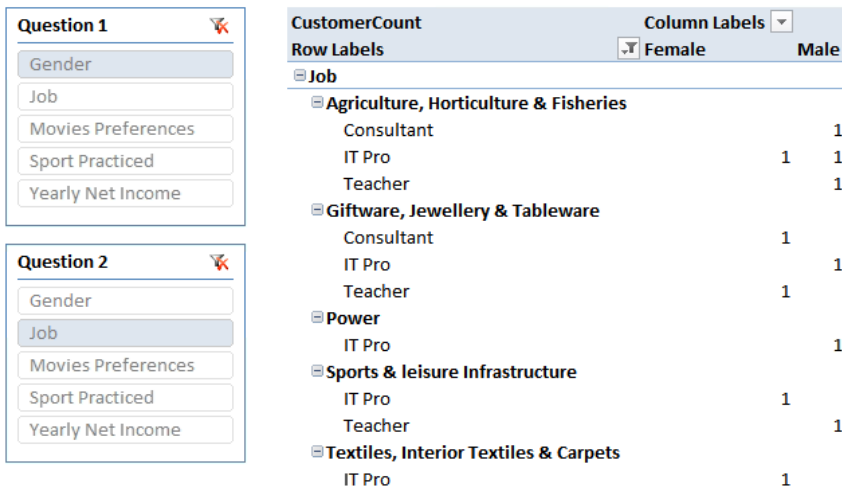 Question 1
Gender
Job
Movies Preferences
Sport Practiced
Yearly Net Income
Question 2
Gender
Job
Movies Preferences
Sport Practiced
Yearly Net Income
CustomerCount Column Labels
Row Labels Female Male
Job
Agriculture, Horticulture & Fisheries
Consultant 1
IT Pro 1 1
Teacher 1
Giftware, Jewellery & Tableware
Consultant 1
IT Pro 1
Teacher 1
Power
IT Pro 1
Sports & leisure Infrastructure
IT Pro 1
Teacher 1
Textiles, Interior Textiles & Carpets
IT Pro 1